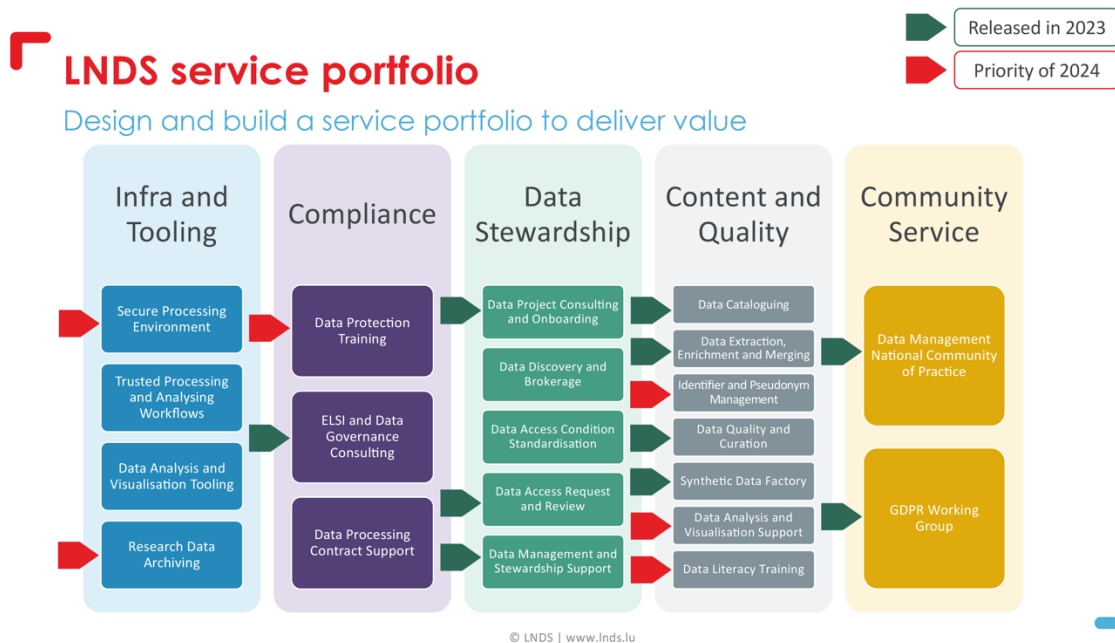 Released in 2023
Priority of 2024
LNDS service portfolio
Design and build a service portfolio to deliver value
Infra and
Tooling
Secure Processing
Environment
Trusted Processing
and Analysing
Workflows
Data Analysis and
Visualisation Tooling
Research Data
Archiving
Compliance
Data Protection
Training
ELSI and Data
Governance
Consulting
Data Processing
Contract Support
Data
Stewardship
Data Project Consulting
and Onboarding
Data Discovery and
Brokerage
Data Access Condition
Standardisation
Data Access Request
and Review
Data Management and
Stewardship Support
Content and
Quality
Data Cataloguing
Data Extraction,
Enrichment and Merging
Identifier and Pseudonym
Management
Data Quality and
Curation
Synthetic Data Factory
Data Analysis and
Visualisation Support
Data Literacy Training
Community
Service
Data Management
National Community
of Practice
GDPR Working
Group
© LNDS | www.lnds.lu